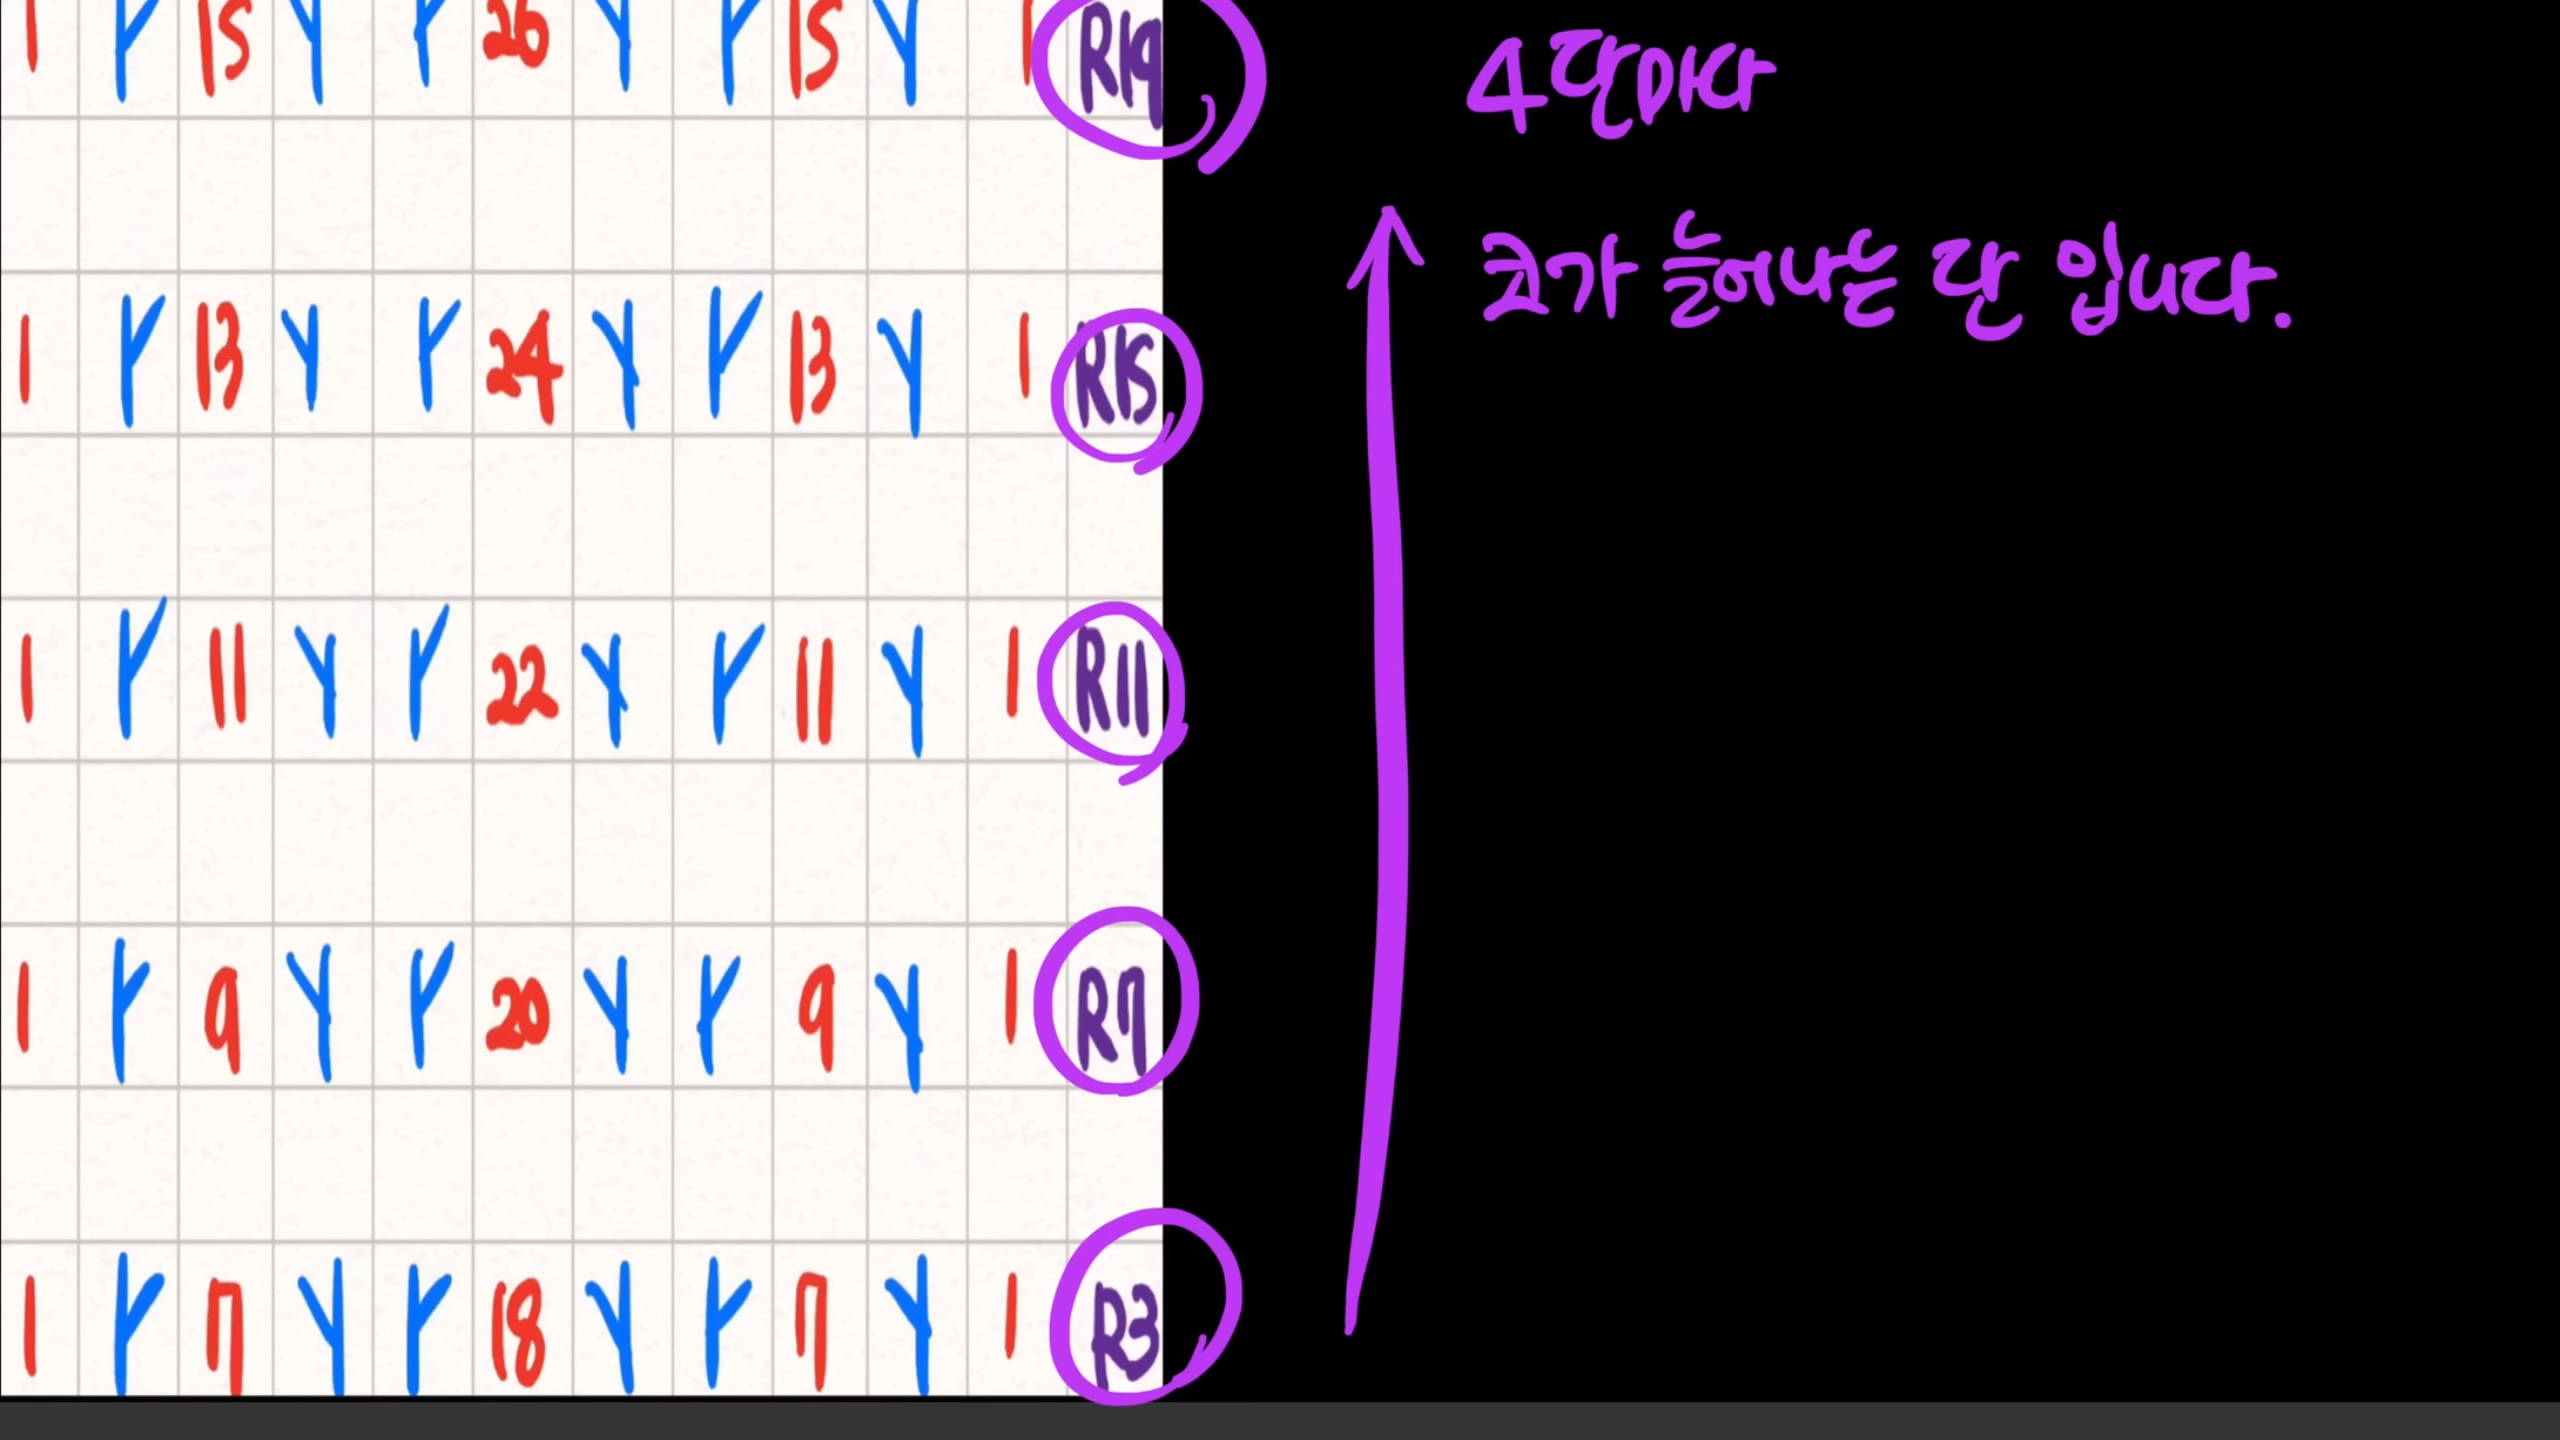 1 15 26 15 1 R19
1 13 24 13 1 R15
1 11 22 11 1 R11
1 9 20 9 1 R7
1 7 18 7 1 R3
4단마다
코가 늘어나는 단 입니다.